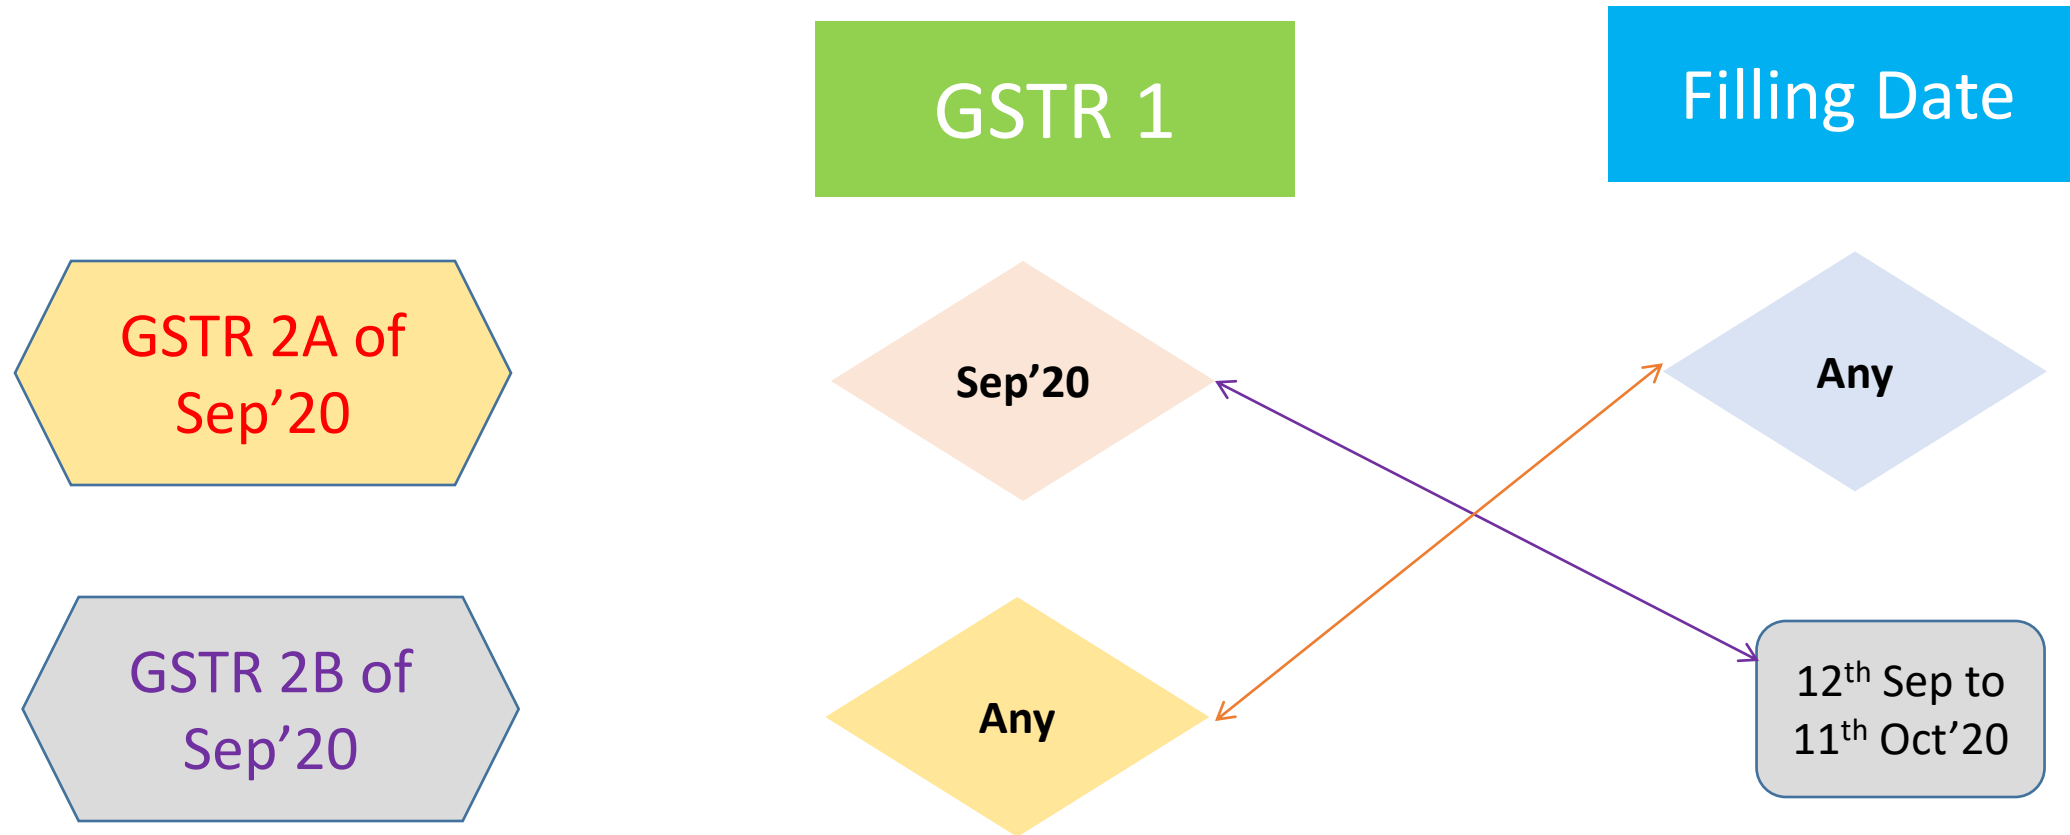 GSTR 1
Filling Date
GSTR 2A of
Sep’20
Sep’20
Any
GSTR 2B of
Sep’20
Any
12th Sep to
11th Oct’20